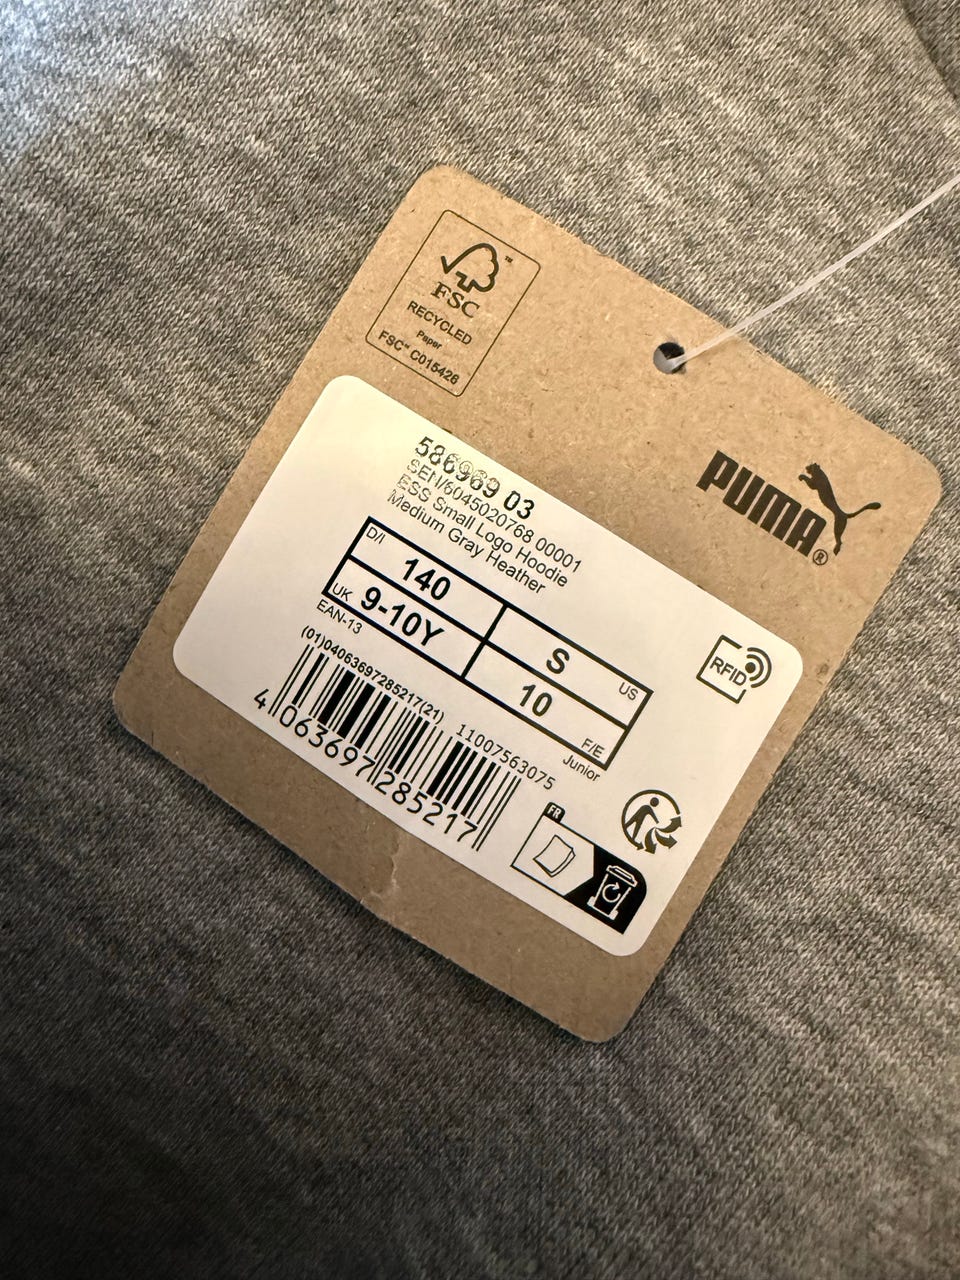 FSC™
RECYCLED
Paper
FSC™ C015426
PUMA®
586969 03
SEN/6045020768 00001
ESS Small Logo Hoodie
Medium Gray Heather
D/I 140 S US
UK 9-10Y 10 F/E
EAN-13 Junior
(01)04063697285217(21) 11007563075
4 063697 285217
RFID
FR